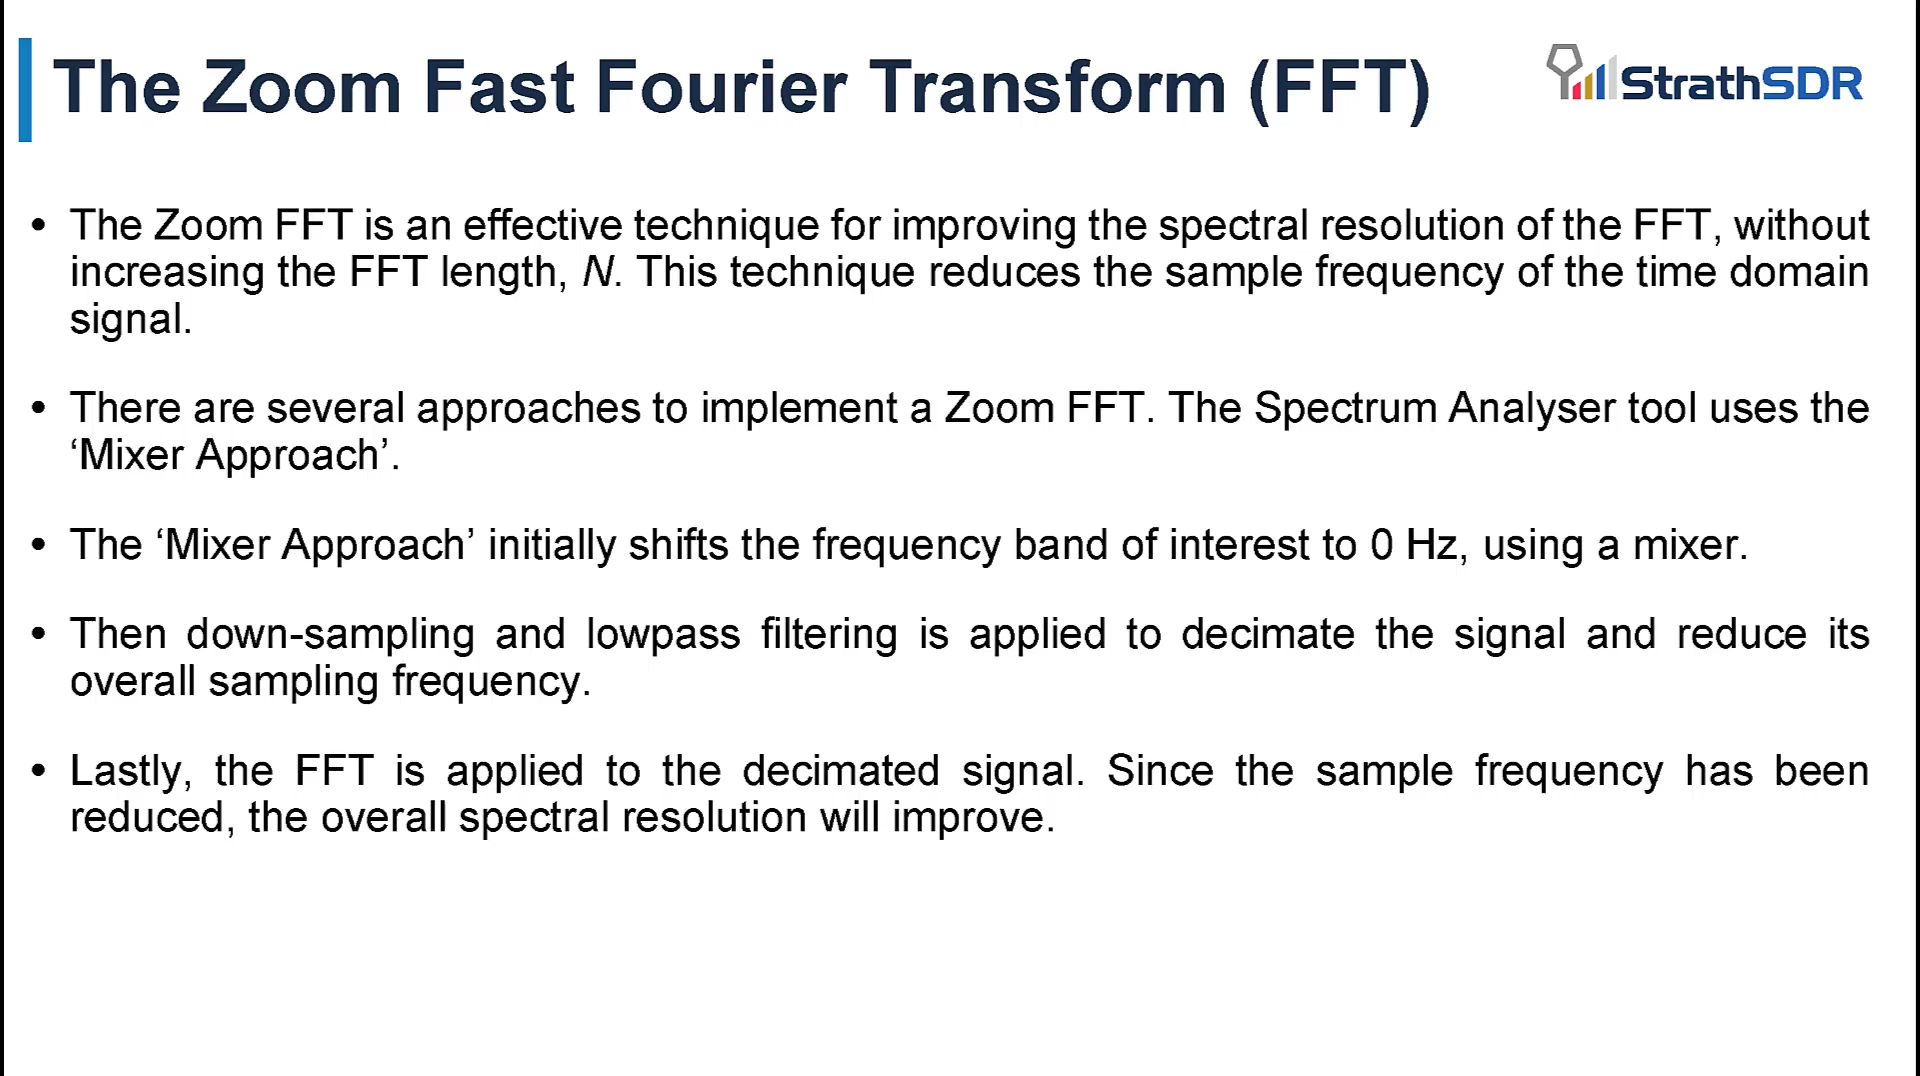 The Zoom Fast Fourier Transform (FFT)
StrathSDR
• The Zoom FFT is an effective technique for improving the spectral resolution of the FFT, without
increasing the FFT length, N. This technique reduces the sample frequency of the time domain
signal.
• There are several approaches to implement a Zoom FFT. The Spectrum Analyser tool uses the
‘Mixer Approach’.
• The ‘Mixer Approach’ initially shifts the frequency band of interest to 0 Hz, using a mixer.
• Then down-sampling and lowpass filtering is applied to decimate the signal and reduce its
overall sampling frequency.
• Lastly, the FFT is applied to the decimated signal. Since the sample frequency has been
reduced, the overall spectral resolution will improve.